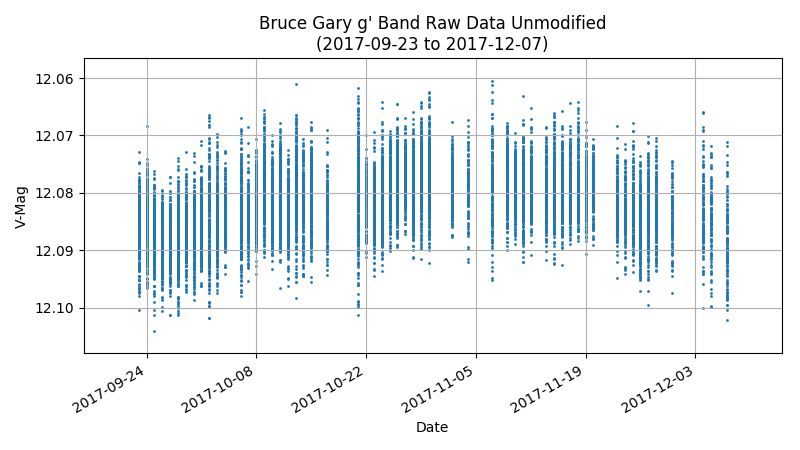 Bruce Gary g' Band Raw Data Unmodified
(2017-09-23 to 2017-12-07)
V-Mag
12.06
12.07
12.08
12.09
12.10
2017-09-24
2017-10-08
2017-10-22
2017-11-05
2017-11-19
2017-12-03
Date